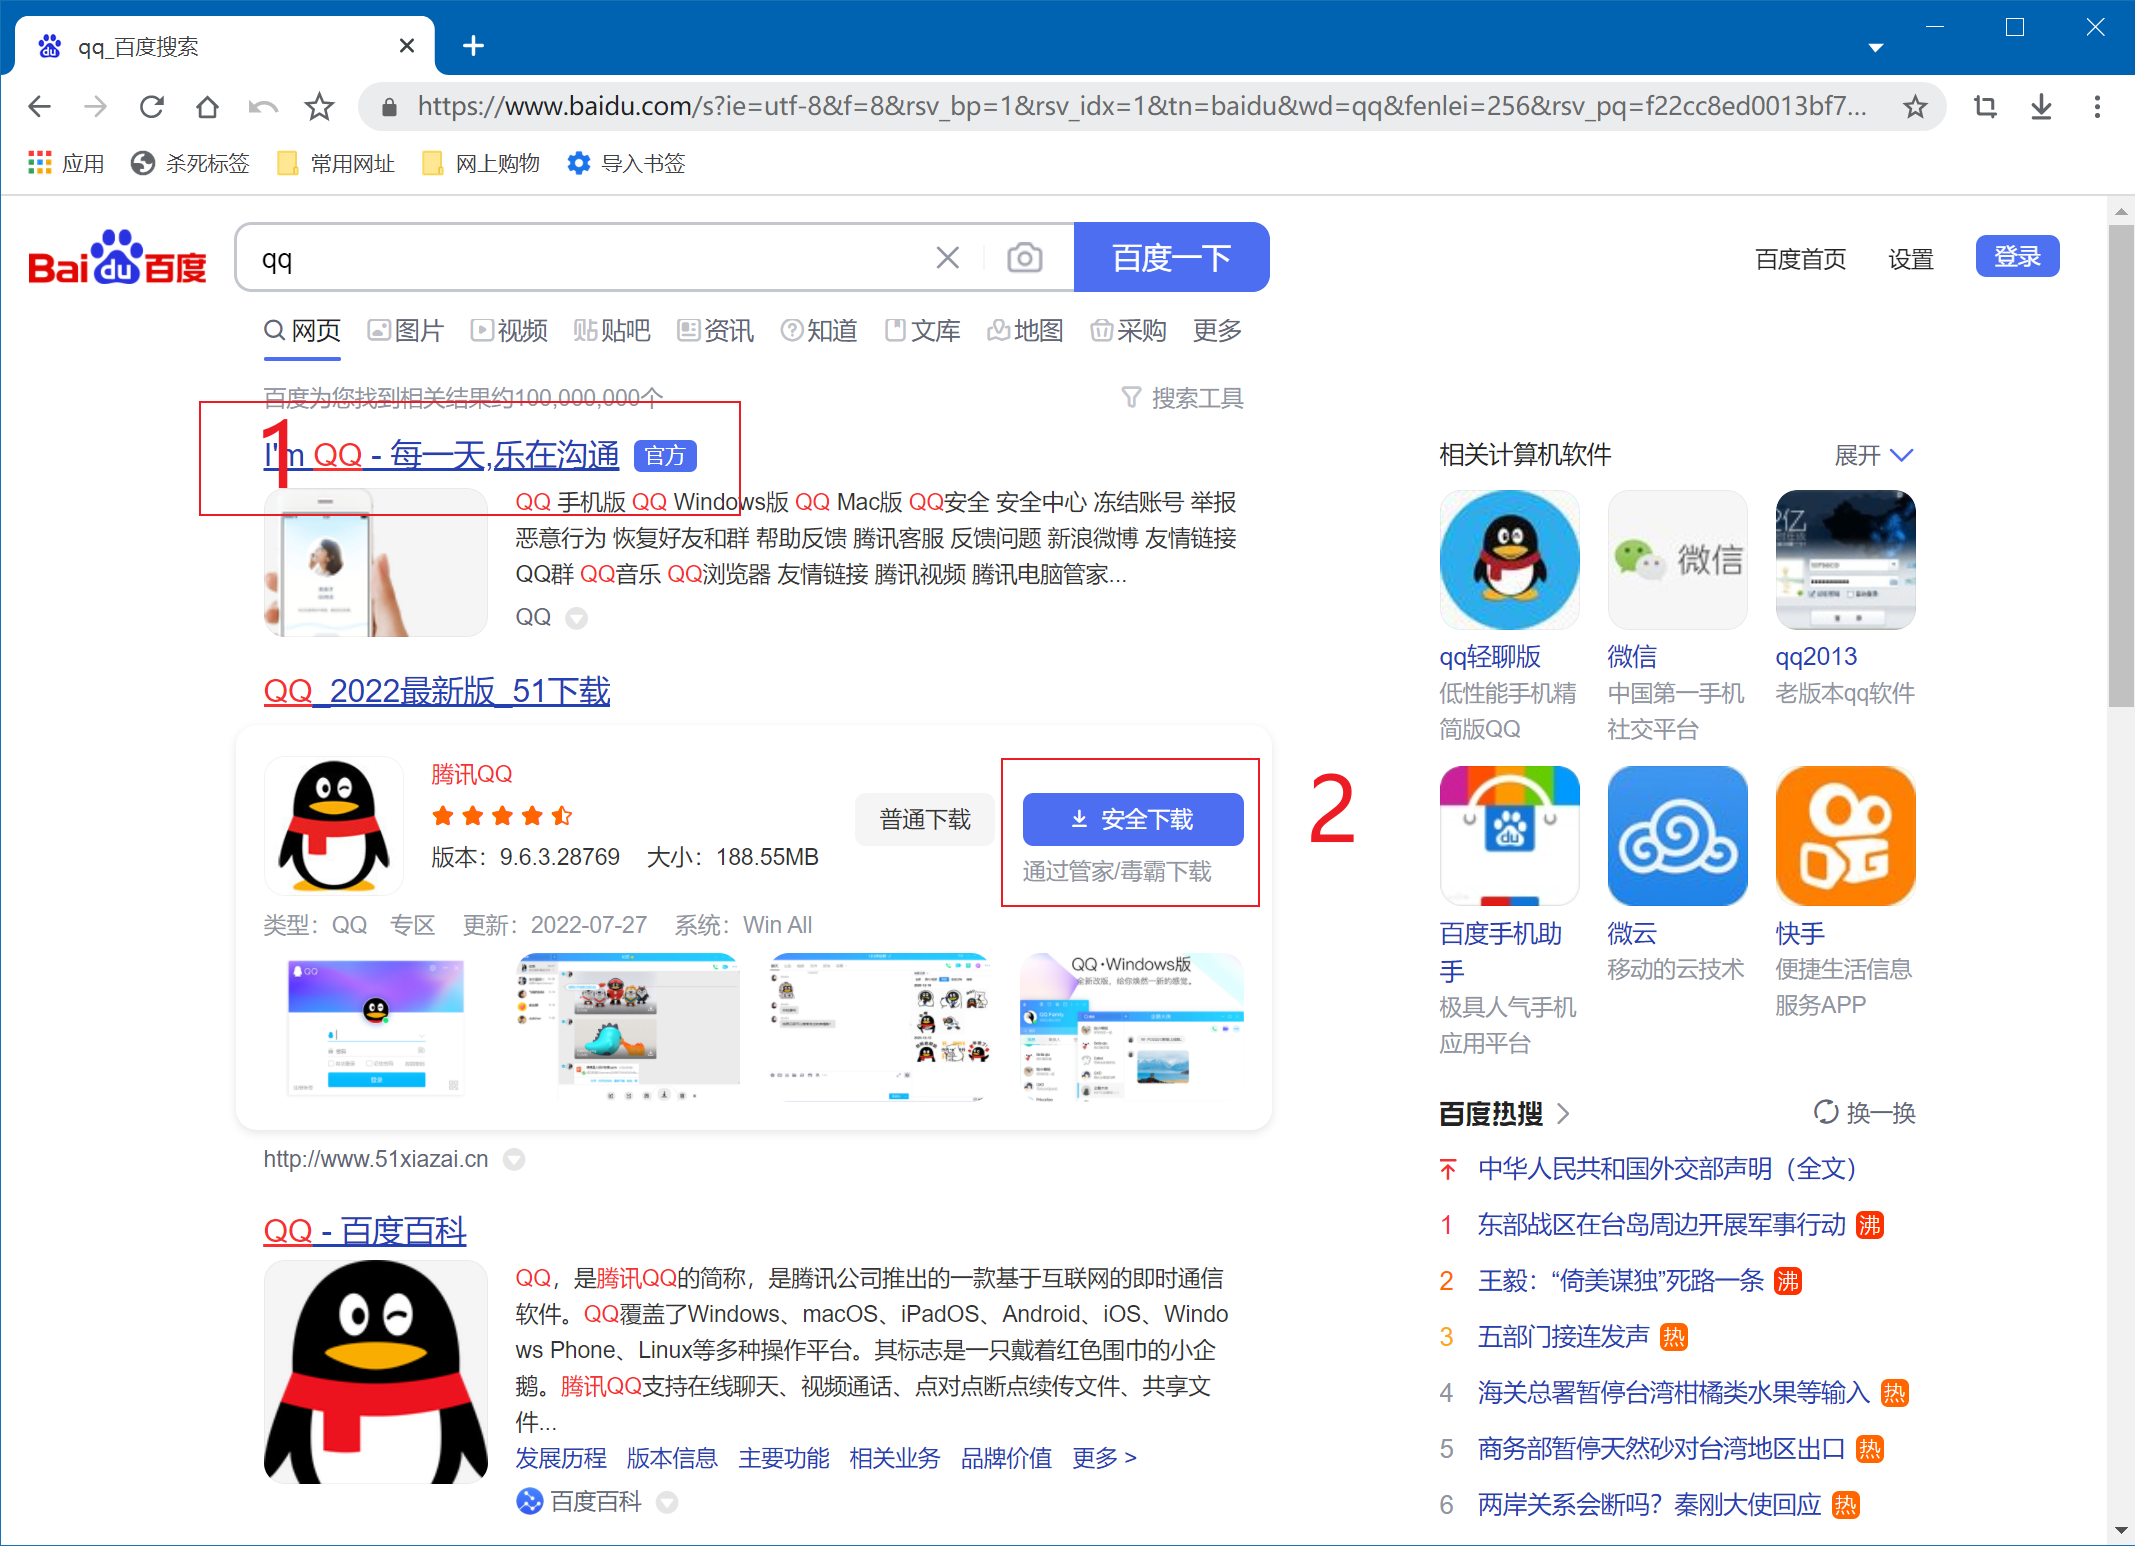 qq_百度搜索
https://www.baidu.com/s?ie=utf-8&f=8&rsv_bp=1&rsv_idx=1&tn=baidu&wd=qq&fenlei=256&rsv_pq=f22cc8ed0013bf7...
应用 杀死标签 常用网址 网上购物 导入书签
Bai du 百度 qq 百度一下 百度首页 设置 登录
网页 图片 视频 贴 贴吧 资讯 知道 文库 地图 采购 更多
百度为您找到相关结果约100,000,000个 搜索工具
1
I'm QQ - 每一天,乐在沟通 官方
QQ 手机版 QQ Windows版 QQ Mac版 QQ安全 安全中心 冻结账号 举报
恶意行为 恢复好友和群 帮助反馈 腾讯客服 反馈问题 新浪微博 友情链接
QQ群 QQ音乐 QQ浏览器 友情链接 腾讯视频 腾讯电脑管家...
QQ
QQ_2022最新版_51下载
腾讯QQ
版本：9.6.3.28769 大小：188.55MB
普通下载
安全下载
通过管家/毒霸下载
2
类型：QQ 专区 更新：2022-07-27 系统：Win All
QQ
QQ·Windows版
全新改版，给你焕然一新的感觉。
http://www.51xiazai.cn
QQ - 百度百科
QQ，是腾讯QQ的简称，是腾讯公司推出的一款基于互联网的即时通信
软件。QQ覆盖了Windows、macOS、iPadOS、Android、iOS、Windo
ws Phone、Linux等多种操作平台。其标志是一只戴着红色围巾的小企
鹅。腾讯QQ支持在线聊天、视频通话、点对点断点续传文件、共享文
件...
发展历程 版本信息 主要功能 相关业务 品牌价值 更多 >
百度百科
相关计算机软件 展开
微信
qq轻聊版 微信 qq2013
低性能手机精 中国第一手机 老版本qq软件
简版QQ 社交平台
du
百度手机助 微云 快手
手 移动的云技术 便捷生活信息
极具人气手机 服务APP
应用平台
百度热搜 换一换
中华人民共和国外交部声明（全文）
1 东部战区在台岛周边开展军事行动 沸
2 王毅：“倚美谋独”死路一条 沸
3 五部门接连发声 热
4 海关总署暂停台湾柑橘类水果等输入 热
5 商务部暂停天然砂对台湾地区出口 热
6 两岸关系会断吗？秦刚大使回应 热